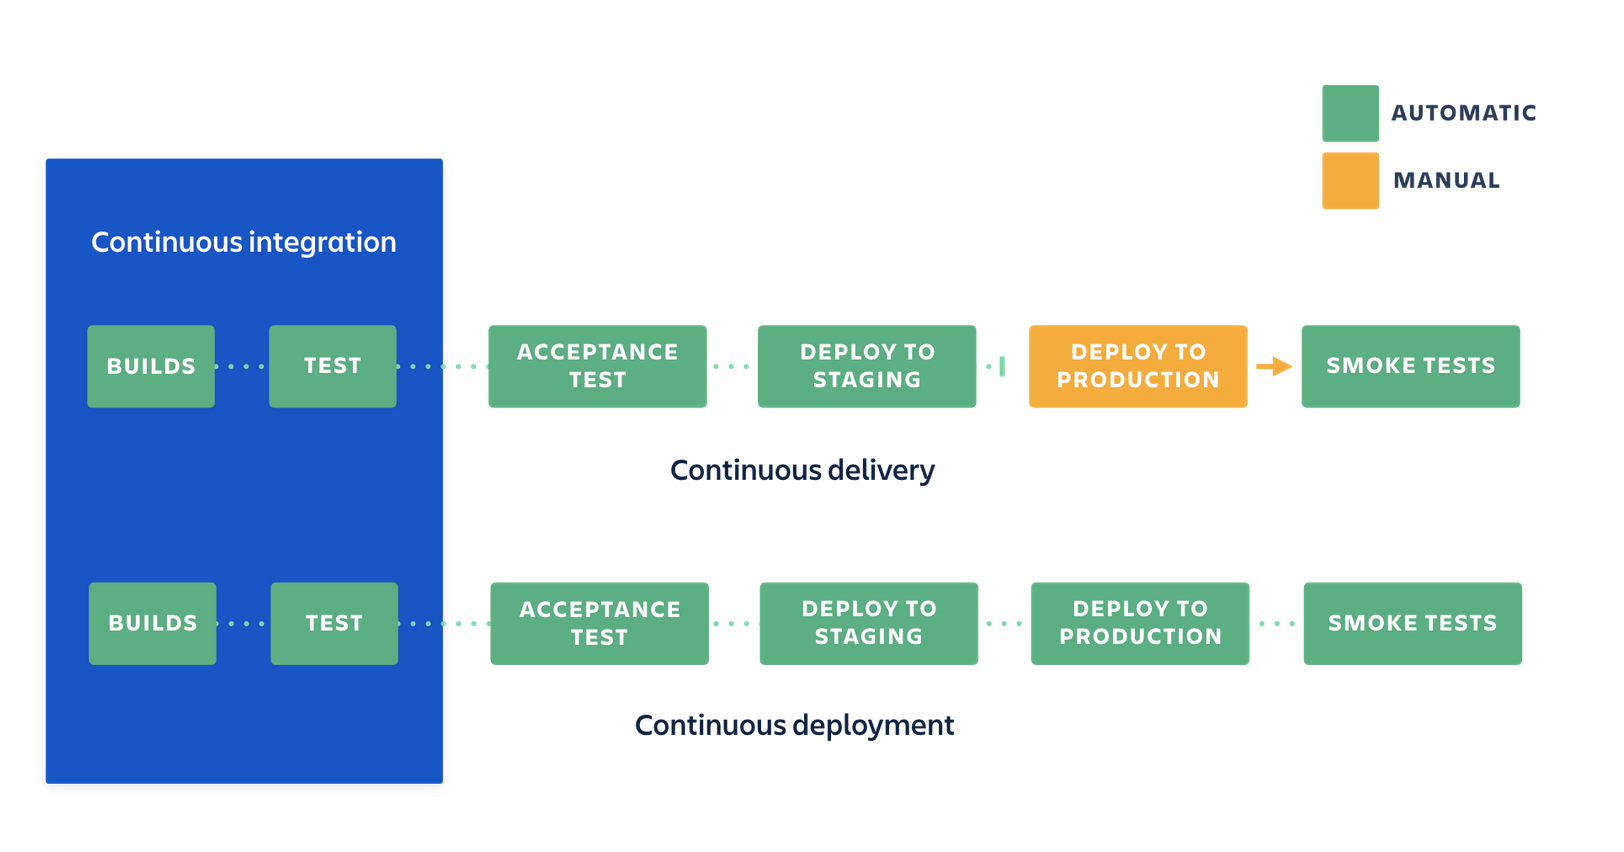 AUTOMATIC
MANUAL
Continuous integration
BUILDS
TEST
ACCEPTANCE
TEST
DEPLOY TO
STAGING
DEPLOY TO
PRODUCTION
SMOKE TESTS
Continuous delivery
BUILDS
TEST
ACCEPTANCE
TEST
DEPLOY TO
STAGING
DEPLOY TO
PRODUCTION
SMOKE TESTS
Continuous deployment